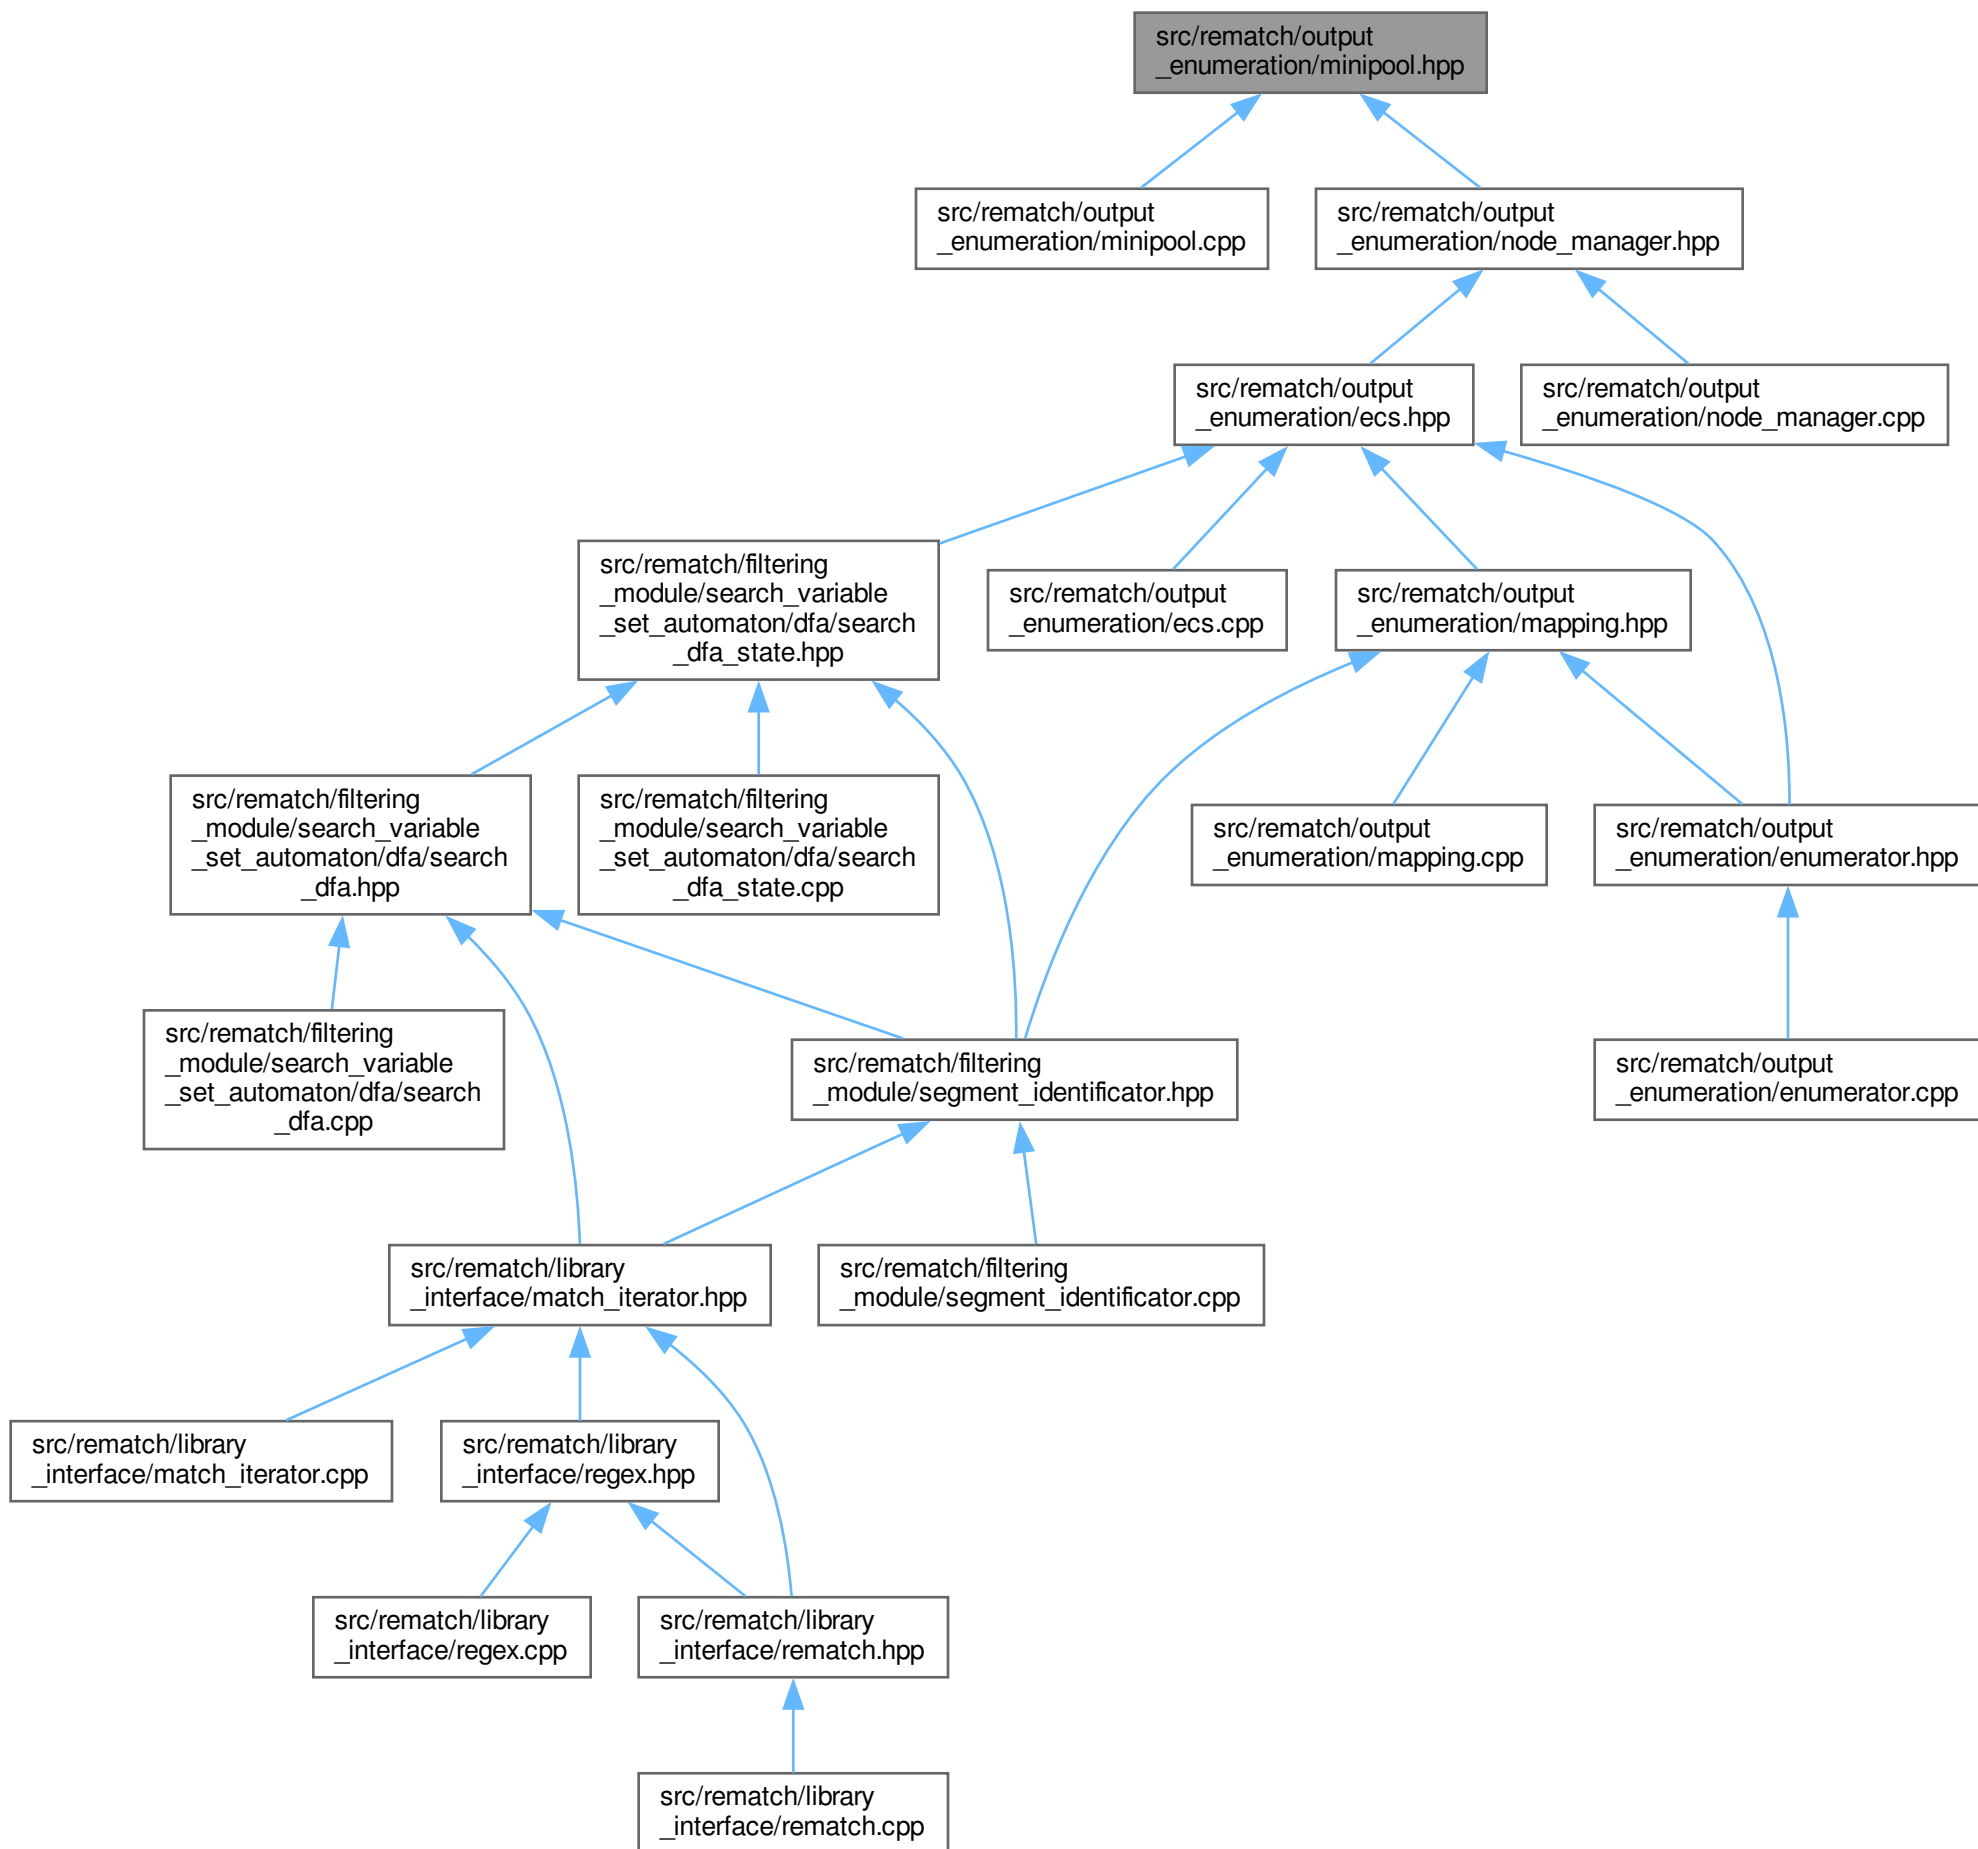 src/rematch/output
_enumeration/minipool.hpp
src/rematch/output
_enumeration/minipool.cpp
src/rematch/output
_enumeration/node_manager.hpp
src/rematch/output
_enumeration/ecs.hpp
src/rematch/output
_enumeration/node_manager.cpp
src/rematch/filtering
_module/search_variable
_set_automaton/dfa/search
_dfa_state.hpp
src/rematch/output
_enumeration/ecs.cpp
src/rematch/output
_enumeration/mapping.hpp
src/rematch/filtering
_module/search_variable
_set_automaton/dfa/search
_dfa.hpp
src/rematch/filtering
_module/search_variable
_set_automaton/dfa/search
_dfa_state.cpp
src/rematch/output
_enumeration/mapping.cpp
src/rematch/output
_enumeration/enumerator.hpp
src/rematch/filtering
_module/search_variable
_set_automaton/dfa/search
_dfa.cpp
src/rematch/filtering
_module/segment_identificator.hpp
src/rematch/output
_enumeration/enumerator.cpp
src/rematch/library
_interface/match_iterator.hpp
src/rematch/filtering
_module/segment_identificator.cpp
src/rematch/library
_interface/match_iterator.cpp
src/rematch/library
_interface/regex.hpp
src/rematch/library
_interface/regex.cpp
src/rematch/library
_interface/rematch.hpp
src/rematch/library
_interface/rematch.cpp